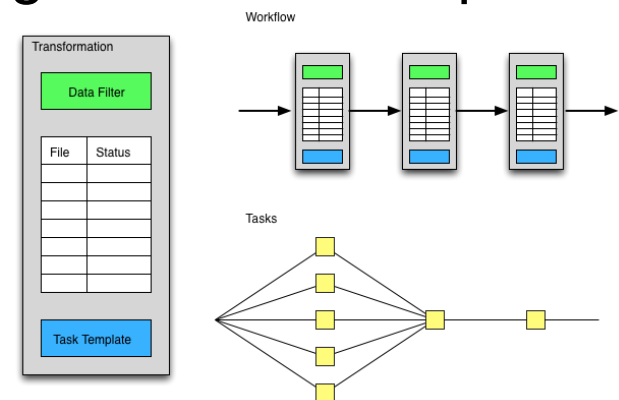 Workflow
Transformation
Data Filter
File Status
Task Template
Tasks